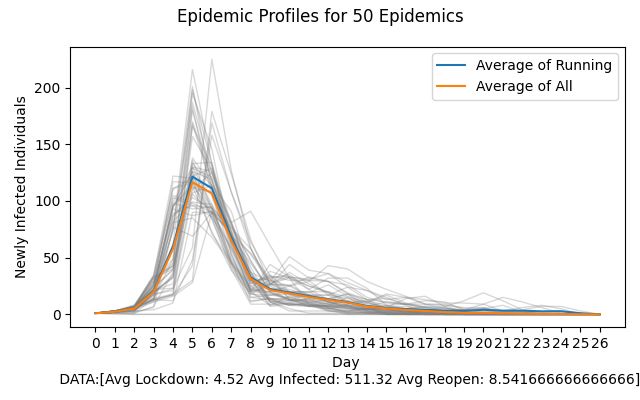 Epidemic Profiles for 50 Epidemics
Average of Running
Average of All
Newly Infected Individuals
200
150
100
50
0
0 1 2 3 4 5 6 7 8 9 10 11 12 13 14 15 16 17 18 19 20 21 22 23 24 25 26
Day
DATA:[Avg Lockdown: 4.52 Avg Infected: 511.32 Avg Reopen: 8.541666666666666]